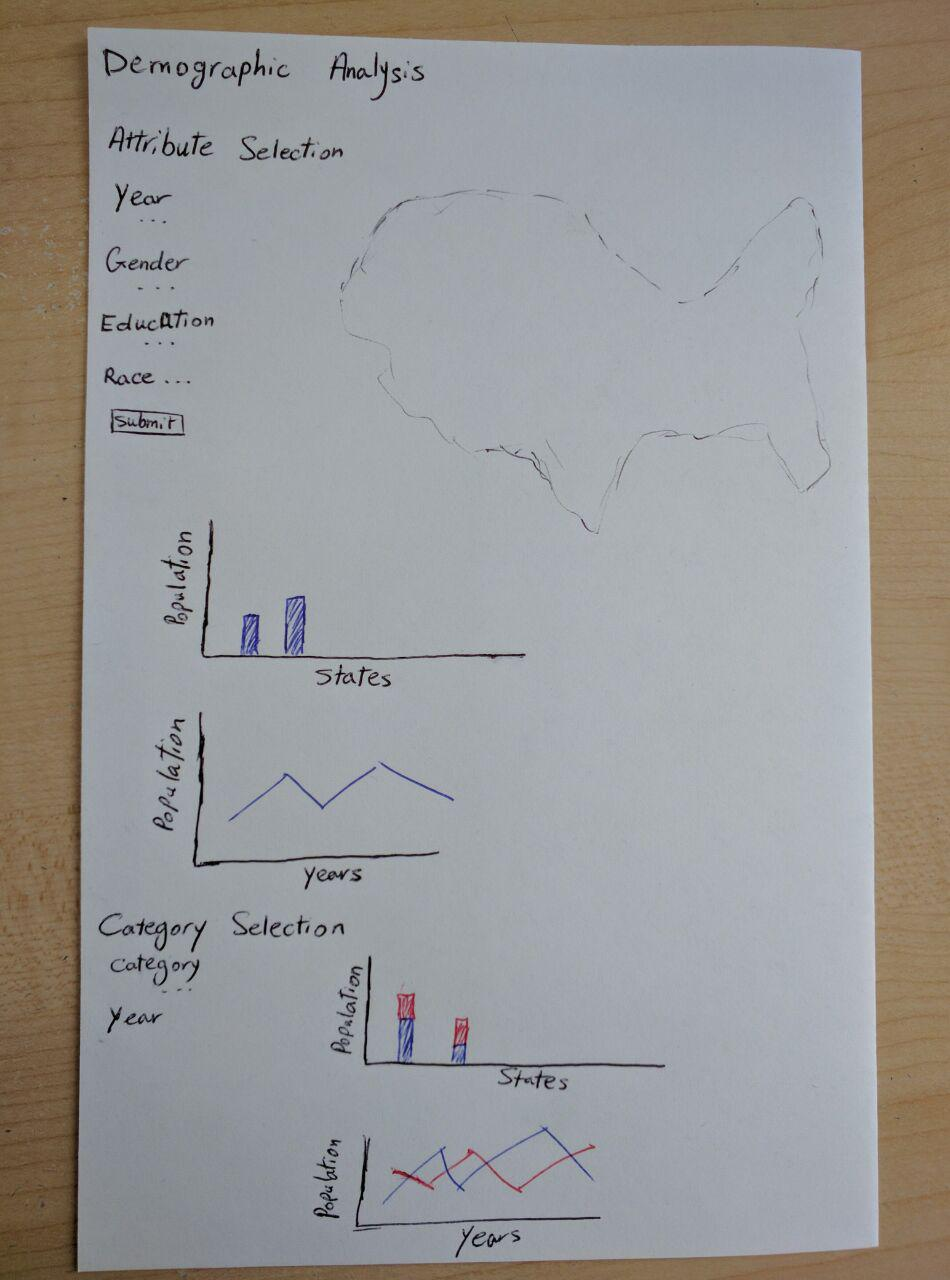 Demographic Analysis
Attribute Selection
Year
...
Gender
...
Education
...
Race ...
Submit
Population
States
Population
years
Category Selection
category
...
Year
Population
States
Population
Years